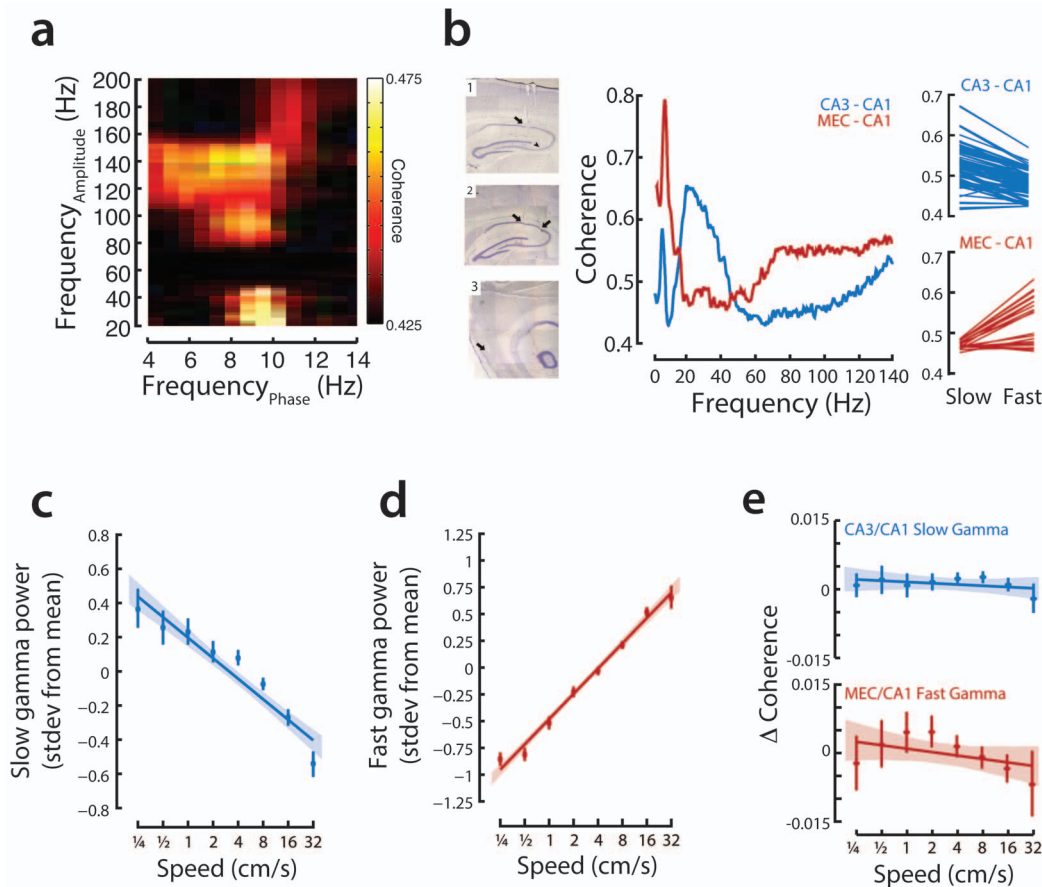 a
Frequency Amplitude (Hz)
200
180
160
140
120
100
80
60
40
20
4 6 8 10 12 14
Frequency Phase (Hz)
0.475
Coherence
0.425
b
1
2
3
Coherence
0.8
0.7
0.6
0.5
0.4
CA3 - CA1
MEC - CA1
0 20 40 60 80 100 120 140
Frequency (Hz)
CA3 - CA1
0.7
0.6
0.5
0.4
MEC - CA1
0.7
0.6
0.5
0.4
Slow Fast
c
Slow gamma power
(stdev from mean)
0.8
0.6
0.4
0.2
0
−0.2
−0.4
−0.6
−0.8
¼ ½ 1 2 4 8 16 32
Speed (cm/s)
d
Fast gamma power
(stdev from mean)
1.25
1
0.75
0.5
0.25
0
−0.25
−0.5
−0.75
−1
−1.25
¼ ½ 1 2 4 8 16 32
Speed (cm/s)
e
Δ Coherence
0.015
CA3/CA1 Slow Gamma
0
-0.015
0.015
MEC/CA1 Fast Gamma
0
-0.015
¼ ½ 1 2 4 8 16 32
Speed (cm/s)